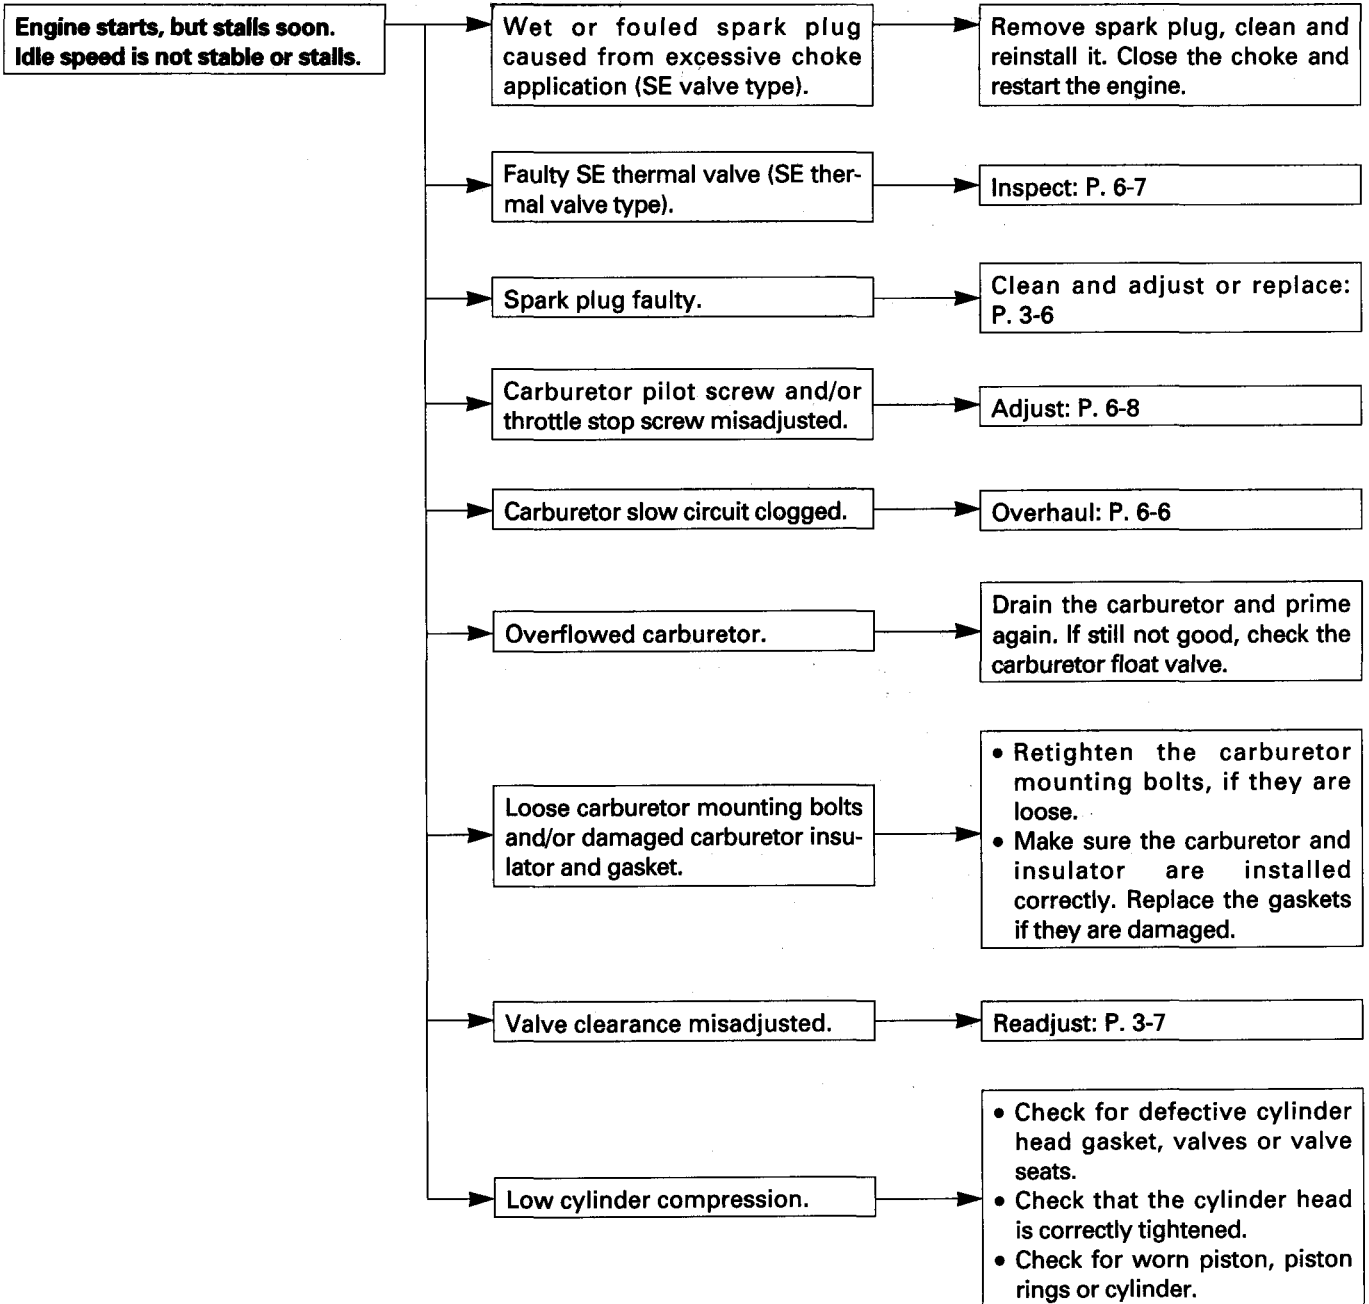 Engine starts, but stalls soon.
Idle speed is not stable or stalls.
Wet or fouled spark plug
caused from excessive choke
application (SE valve type).
Remove spark plug, clean and
reinstall it. Close the choke and
restart the engine.
Faulty SE thermal valve (SE ther-
mal valve type).
Inspect: P. 6-7
Spark plug faulty.
Clean and adjust or replace:
P. 3-6
Carburetor pilot screw and/or
throttle stop screw misadjusted.
Adjust: P. 6-8
Carburetor slow circuit clogged.
Overhaul: P. 6-6
Overflowed carburetor.
Drain the carburetor and prime
again. If still not good, check the
carburetor float valve.
Loose carburetor mounting bolts
and/or damaged carburetor insu-
lator and gasket.
• Retighten the carburetor
mounting bolts, if they are
loose.
• Make sure the carburetor and
insulator are installed
correctly. Replace the gaskets
if they are damaged.
Valve clearance misadjusted.
Readjust: P. 3-7
Low cylinder compression.
• Check for defective cylinder
head gasket, valves or valve
seats.
• Check that the cylinder head
is correctly tightened.
• Check for worn piston, piston
rings or cylinder.